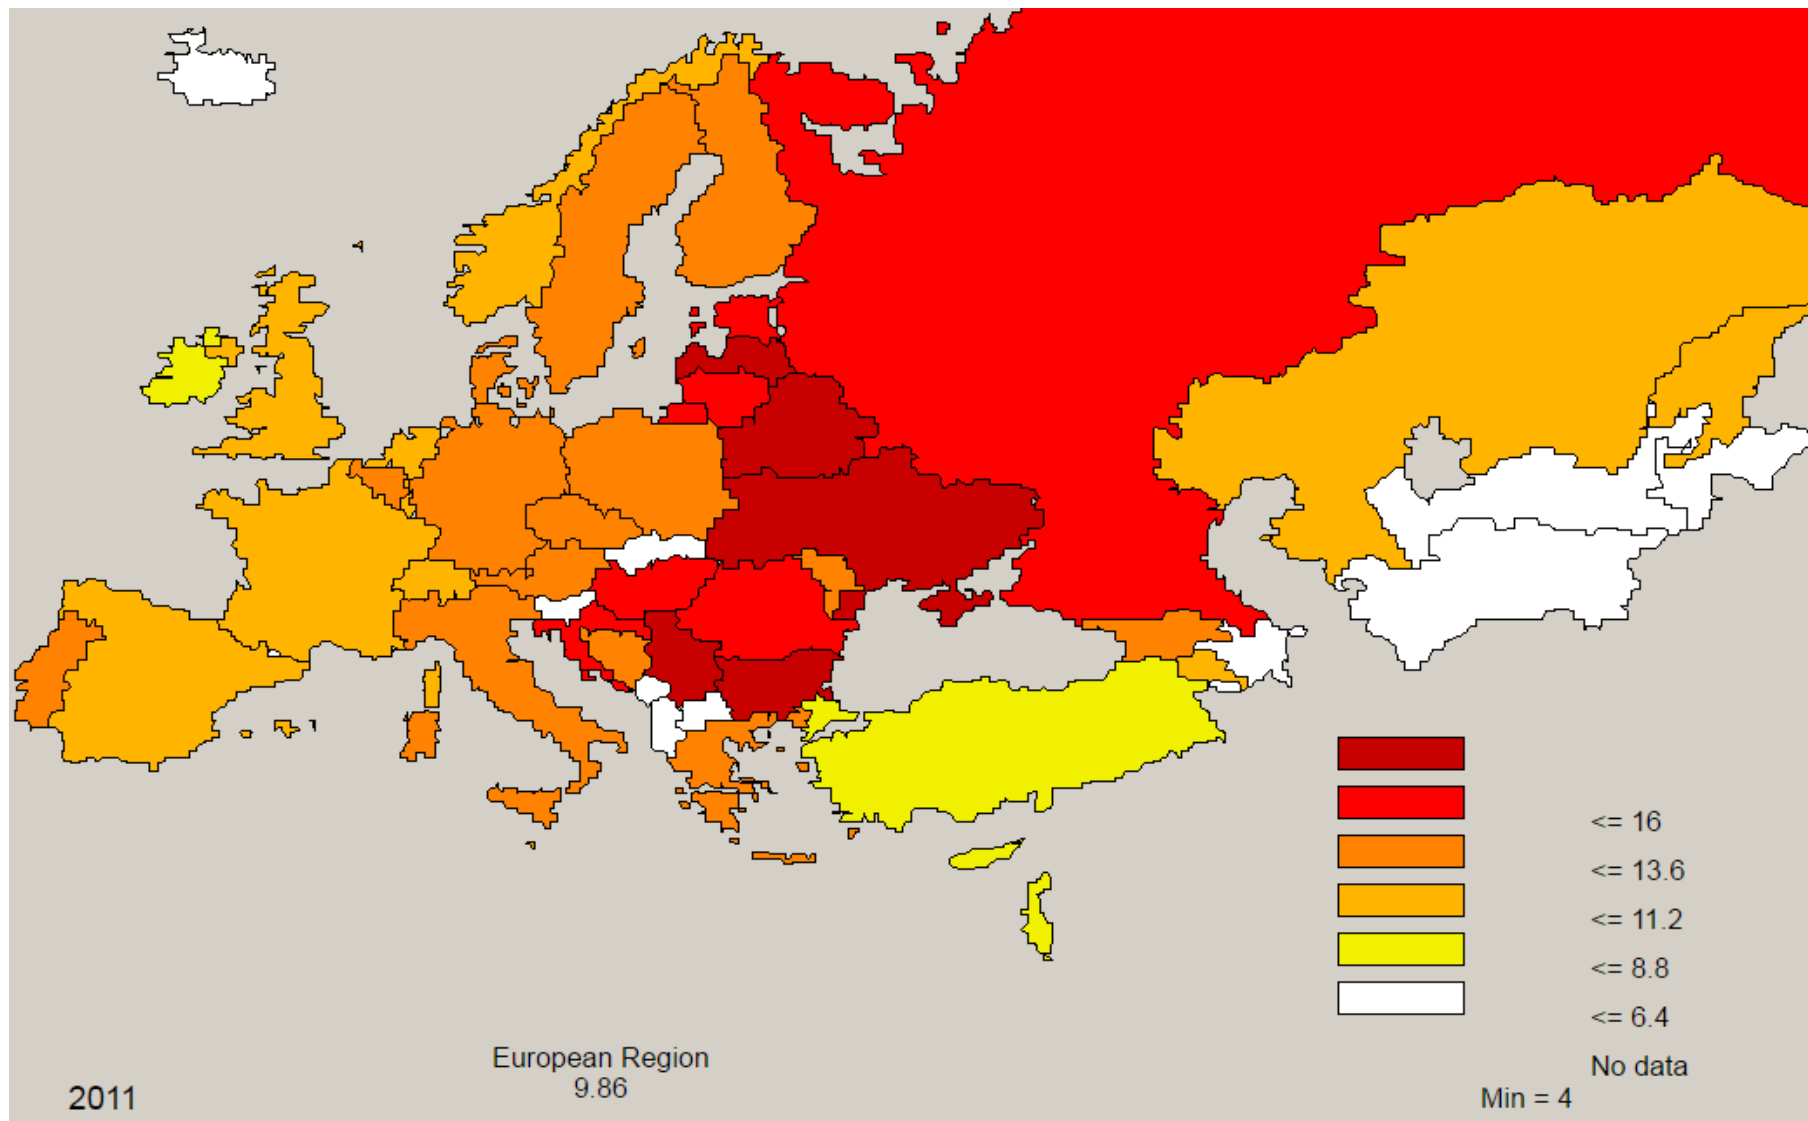 <= 16
<= 13.6
<= 11.2
<= 8.8
<= 6.4
No data
European Region
9.86
2011
Min = 4